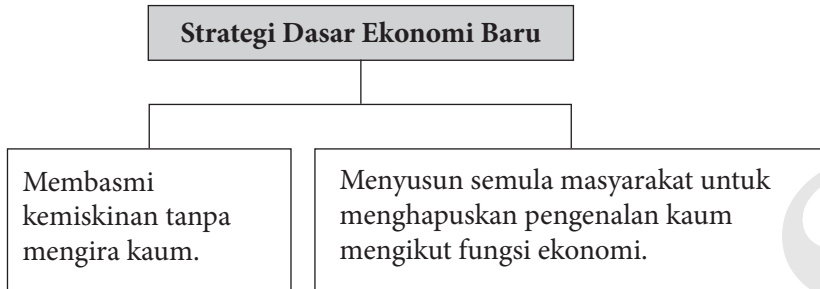 Strategi Dasar Ekonomi Baru
Membasmi
kemiskinan tanpa
mengira kaum.
Menyusun semula masyarakat untuk
menghapuskan pengenalan kaum
mengikut fungsi ekonomi.